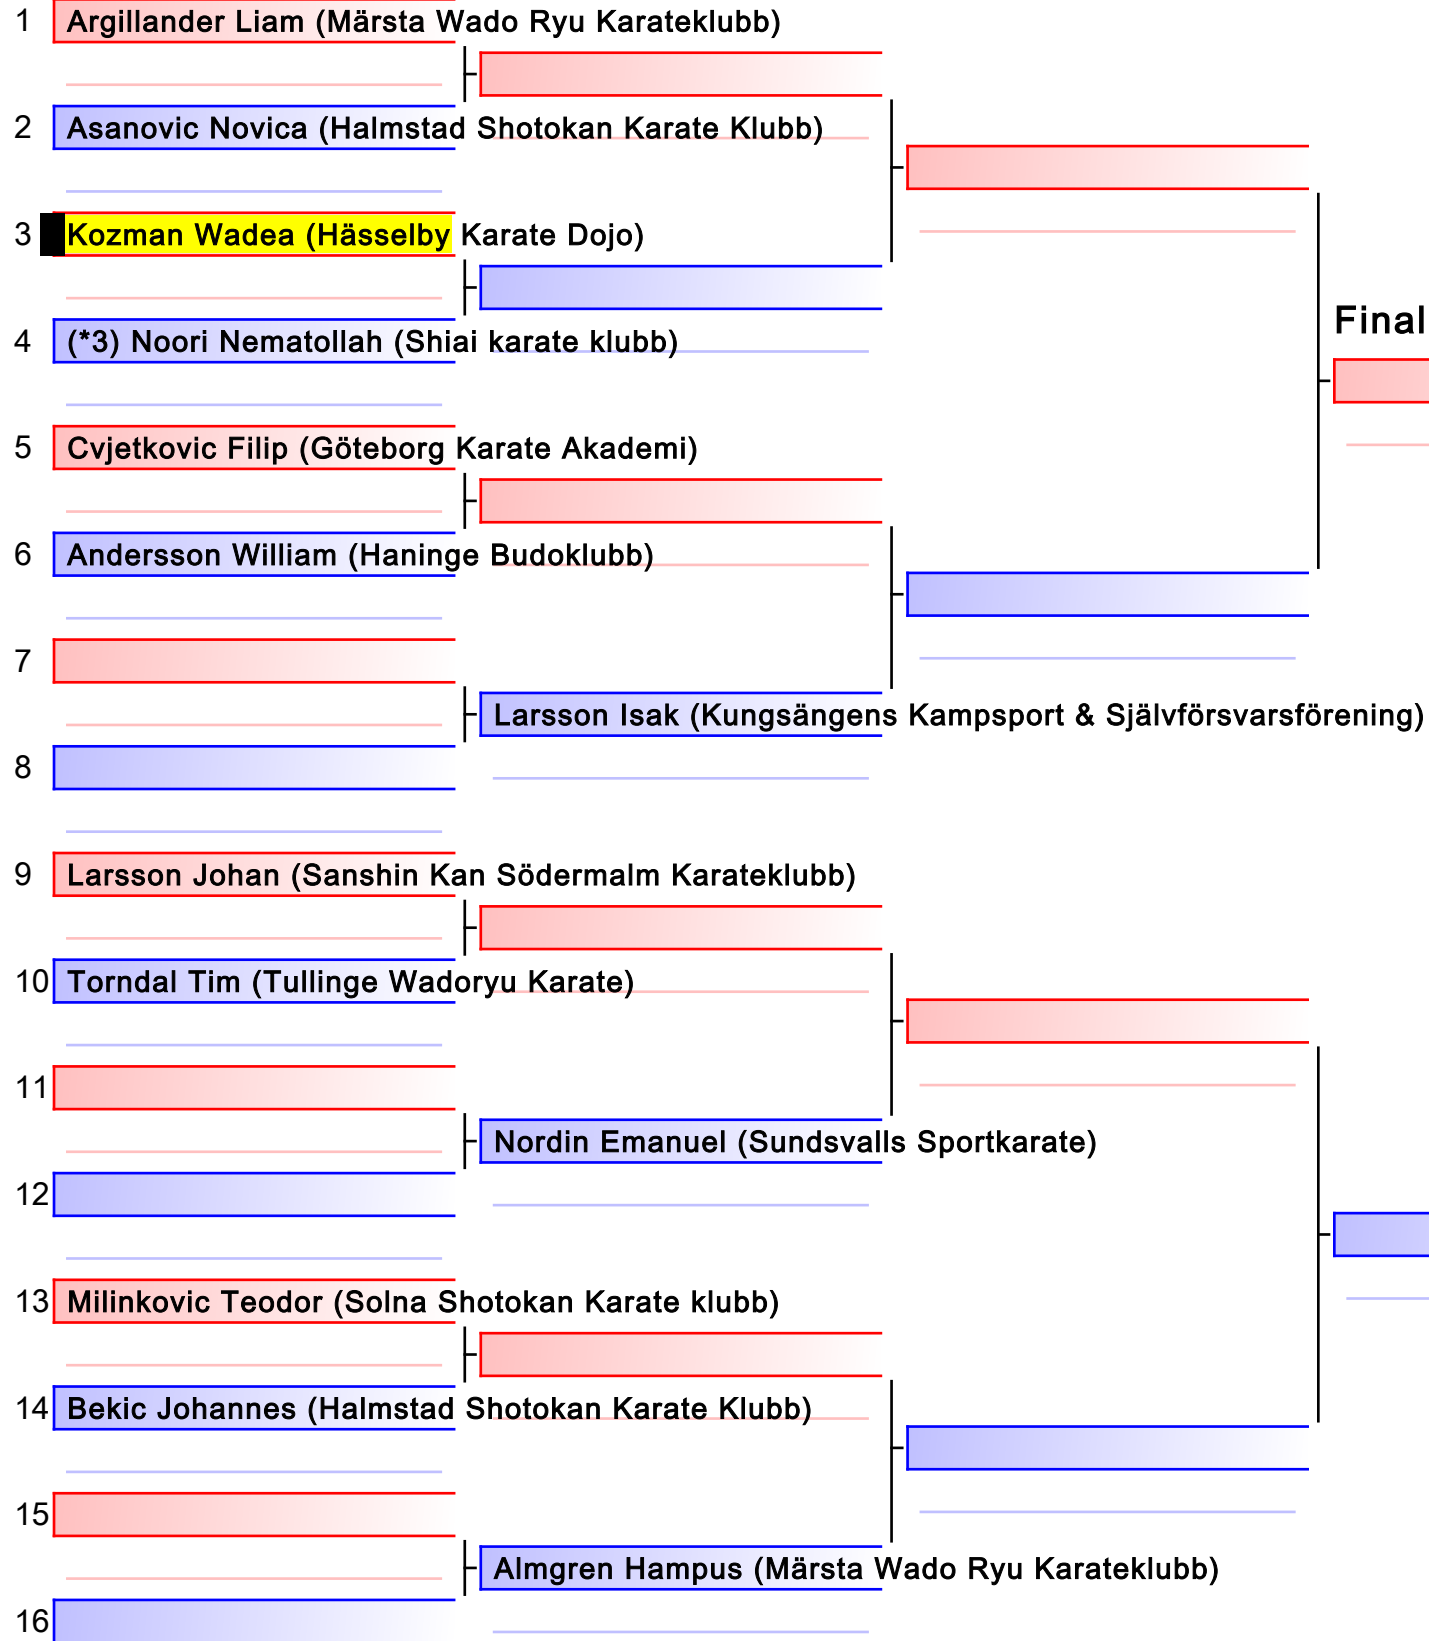 1 Argillander Liam (Märsta Wado Ryu Karateklubb)
2 Asanovic Novica (Halmstad Shotokan Karate Klubb)
3 Kozman Wadea (Hässelby Karate Dojo)
Final
4 (*3) Noori Nematollah (Shiai karate klubb)
5 Cvjetkovic Filip (Göteborg Karate Akademi)
6 Andersson William (Haninge Budoklubb)
7
Larsson Isak (Kungsängens Kampsport & Självförsvarsförening)
8
9 Larsson Johan (Sanshin Kan Södermalm Karateklubb)
10 Torndal Tim (Tullinge Wadoryu Karate)
11
Nordin Emanuel (Sundsvalls Sportkarate)
12
13 Milinkovic Teodor (Solna Shotokan Karate klubb)
14 Bekic Johannes (Halmstad Shotokan Karate Klubb)
15
Almgren Hampus (Märsta Wado Ryu Karateklubb)
16